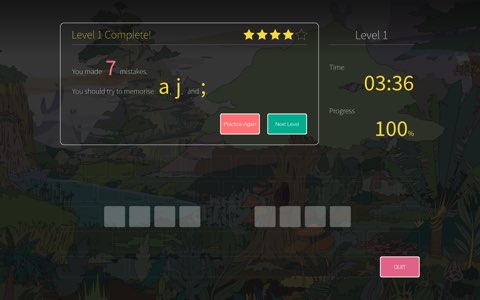 Level 1 Complete!
You made 7 mistakes.
You should try to memorise a j and ;
Practice Again
Next Level
Level 1
Time
03:36
Progress
100%
QUIT